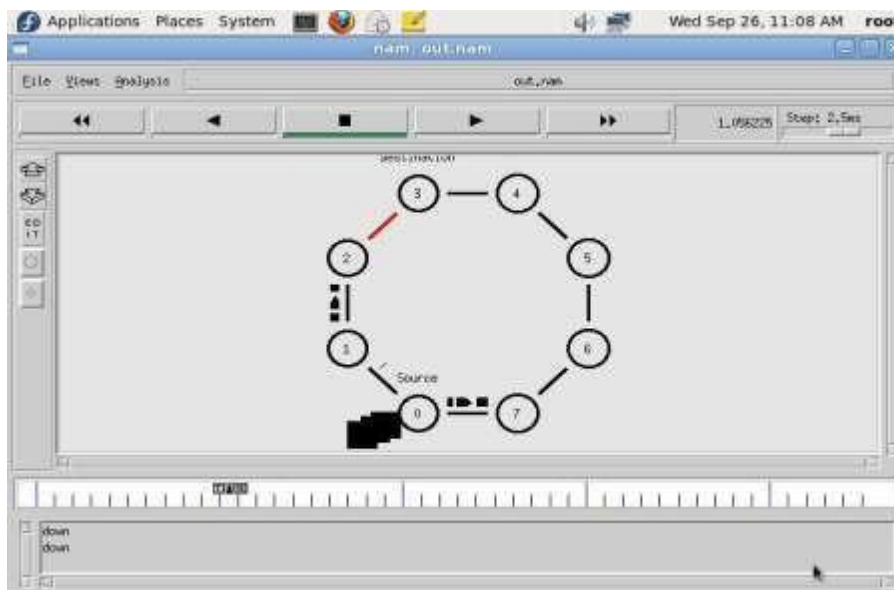 Applications Places System Wed Sep 26, 11:08 AM roo
nam: out.nam
File Views Analysis out.nam
1.056225 Step: 2.5ms
Destination
3 4
2 5
1 6
Source
0 7
down
down